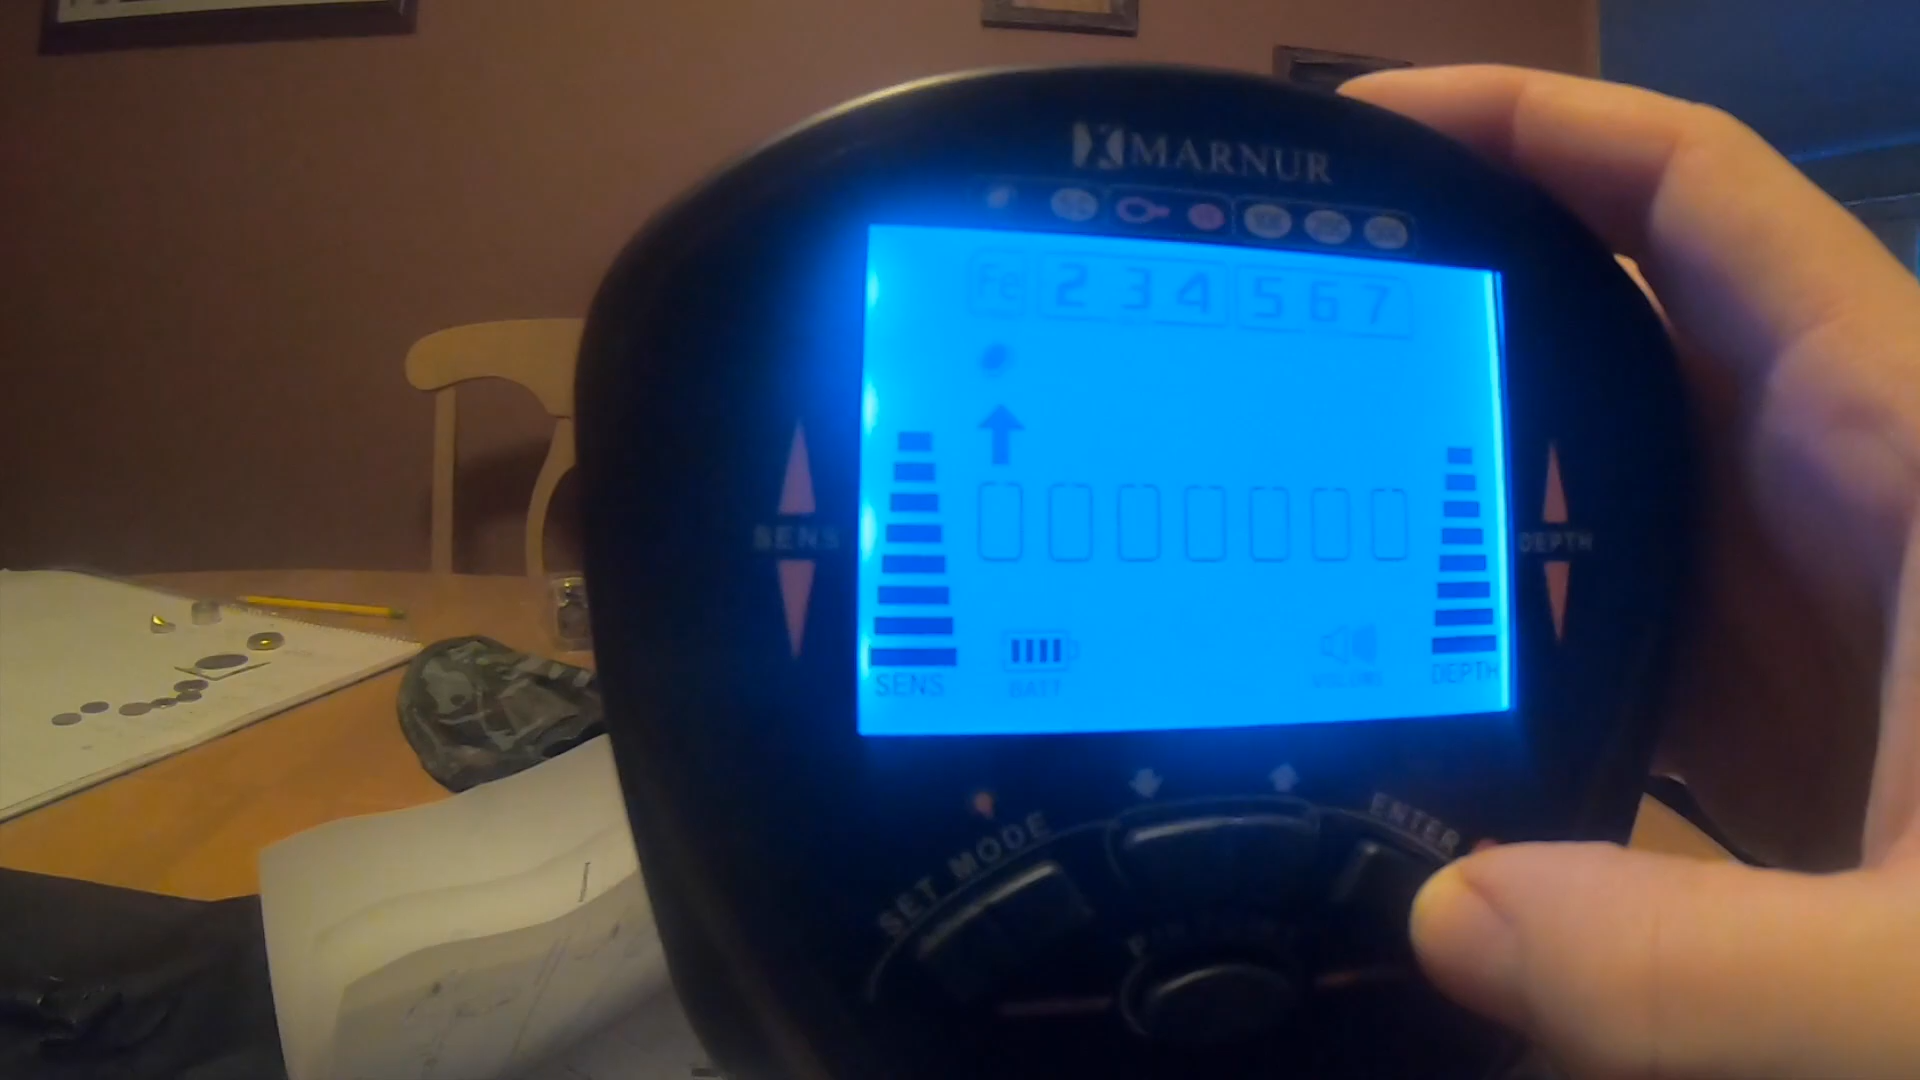 MARNUR
Fe 2 3 4 5 6 7
SENS
DEPTH
SENS
BATT
VOLUME
DEPTH
SET MODE
ENTER